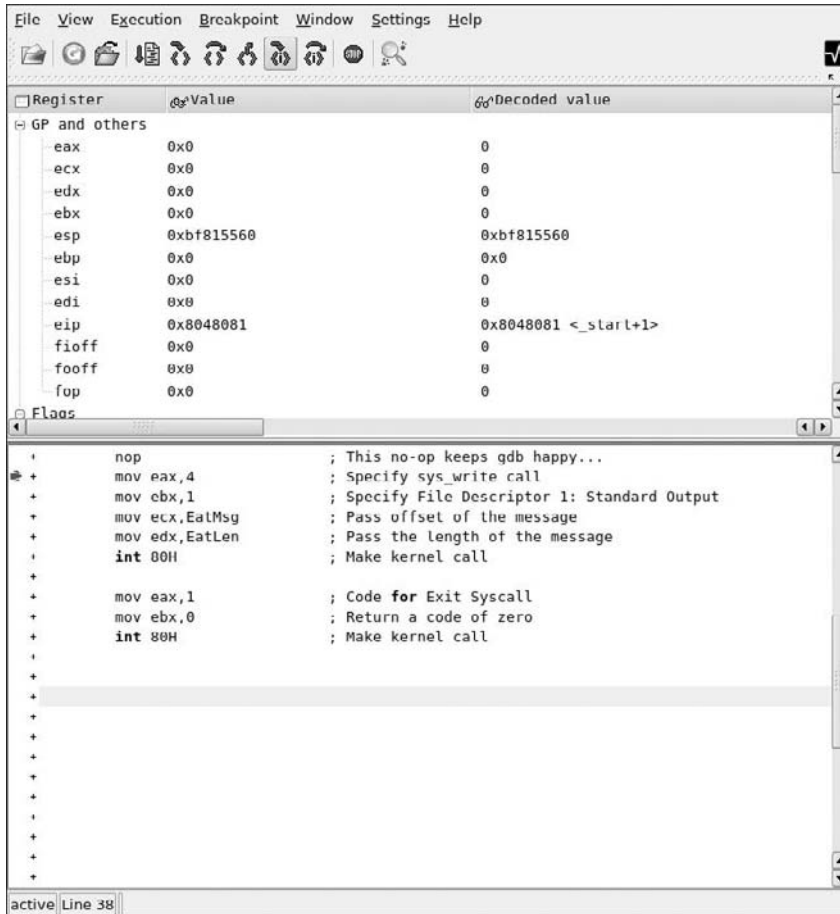 File View Execution Breakpoint Window Settings Help
STOP
Register Value Decoded value
GP and others
eax 0x0 0
ecx 0x0 0
edx 0x0 0
ebx 0x0 0
esp 0xbf815560 0xbf815560
ebp 0x0 0x0
esi 0x0 0
edi 0x0 0
eip 0x8048081 0x8048081 <_start+1>
fioff 0x0 0
fooff 0x0 0
fop 0x0 0
Flags
nop ; This no-op keeps gdb happy...
mov eax,4 ; Specify sys_write call
mov ebx,1 ; Specify File Descriptor 1: Standard Output
mov ecx,EatMsg ; Pass offset of the message
mov edx,EatLen ; Pass the length of the message
int 80H ; Make kernel call
mov eax,1 ; Code for Exit Syscall
mov ebx,0 ; Return a code of zero
int 80H ; Make kernel call
active Line 38